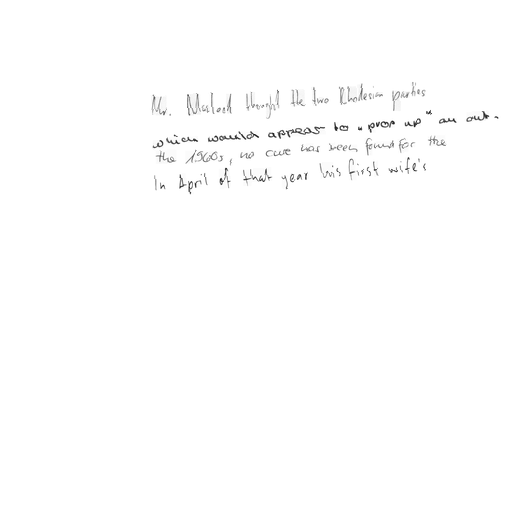 Mr. Macleod thought the two Rhodesian parties
which would appear to "prop up" an out-
the 1960s, no cure has been found for the
In April of that year his first wife's